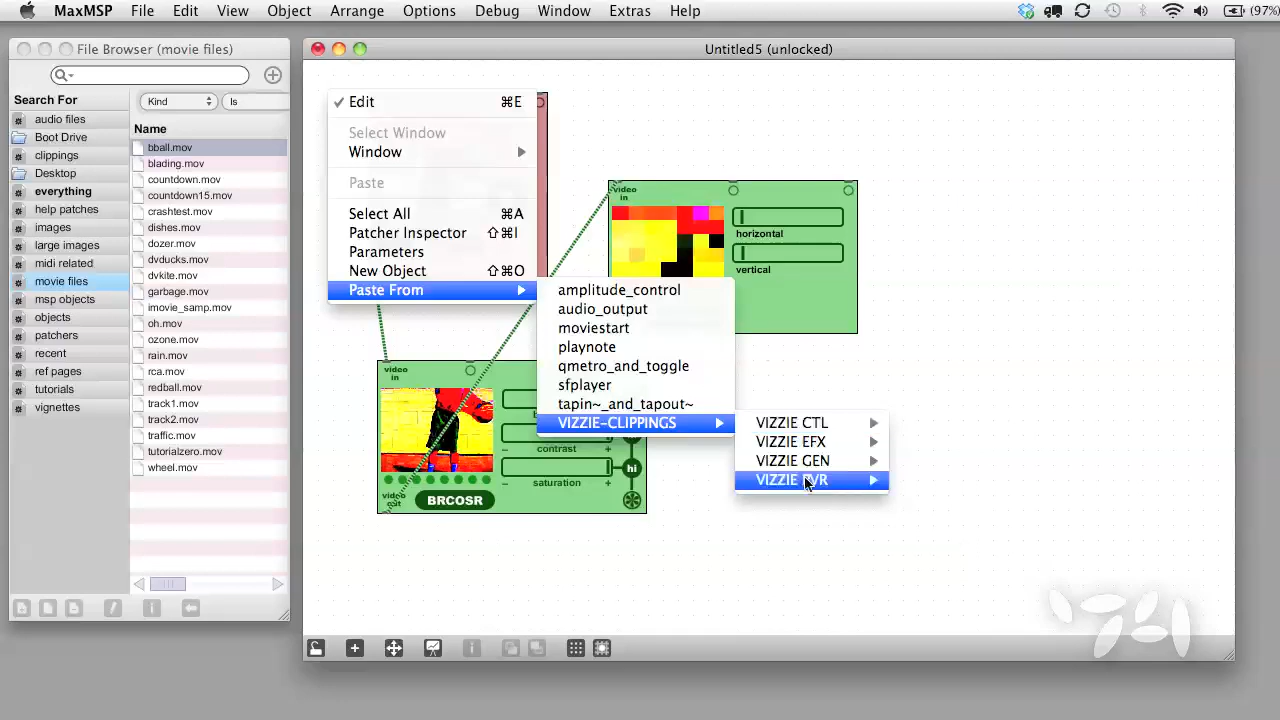 MaxMSP File Edit View Object Arrange Options Debug Window Extras Help (97%)
File Browser (movie files)
Search For
audio files
Boot Drive
clippings
Desktop
everything
help patches
images
large images
midi related
movie files
msp objects
objects
patchers
recent
ref pages
tutorials
vignettes
Kind Is
Name
bball.mov
blading.mov
countdown.mov
countdown15.mov
crashtest.mov
dishes.mov
dozer.mov
dvducks.mov
dvkite.mov
garbage.mov
imovie_samp.mov
oh.mov
ozone.mov
rain.mov
rca.mov
redball.mov
track1.mov
track2.mov
traffic.mov
tutorialzero.mov
wheel.mov
Untitled5 (unlocked)
✓ Edit ⌘E
Select Window
Window
Paste
Select All ⌘A
Patcher Inspector ⇧⌘I
Parameters
New Object ⇧⌘O
Paste From
amplitude_control
audio_output
moviestart
playnote
qmetro_and_toggle
sfplayer
tapin~_and_tapout~
VIZZIE-CLIPPINGS
VIZZIE CTL
VIZZIE EFX
VIZZIE GEN
VIZZIE
video
in
horizontal
vertical
video
in
– contrast +
– saturation +
hi
video
out
BRCOSR